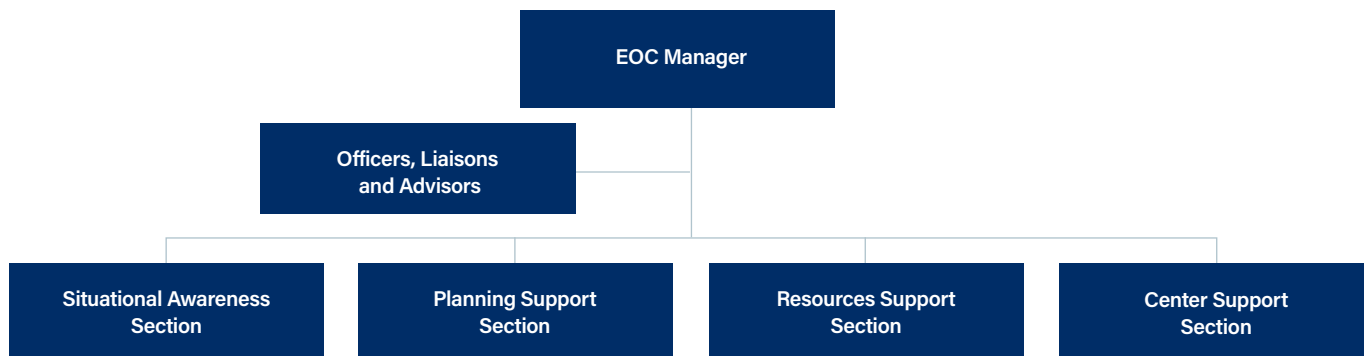 EOC Manager
Officers, Liaisons
and Advisors
Situational Awareness
Section
Planning Support
Section
Resources Support
Section
Center Support
Section